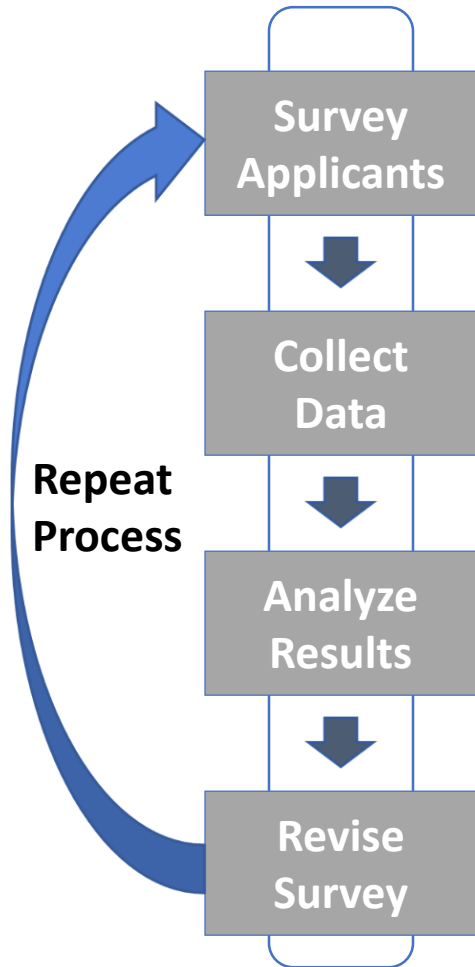 Survey
Applicants
Collect
Data
Repeat
Process
Analyze
Results
Revise
Survey